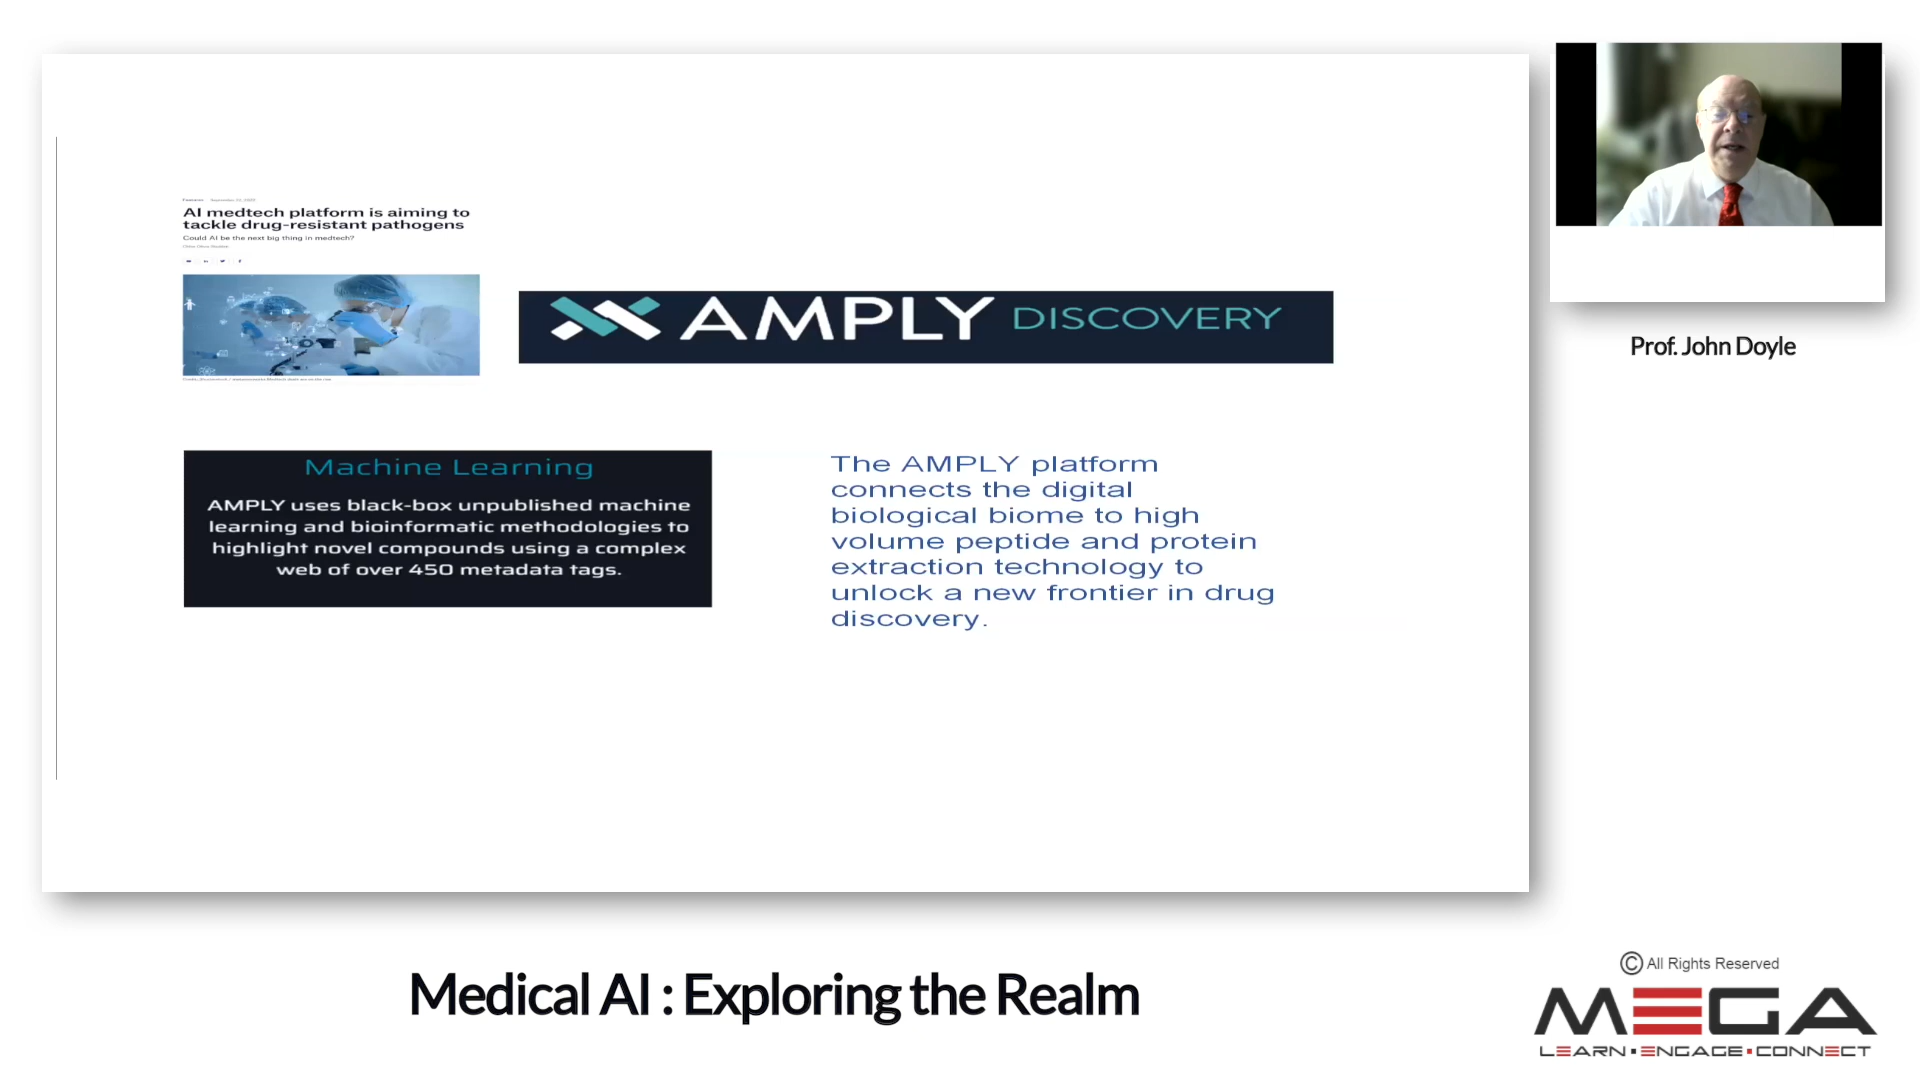 Features September 22, 2022
AI medtech platform is aiming to
tackle drug-resistant pathogens
Could AI be the next big thing in medtech?
AMPLY DISCOVERY
Machine Learning
AMPLY uses black-box unpublished machine
learning and bioinformatic methodologies to
highlight novel compounds using a complex
web of over 450 metadata tags.
The AMPLY platform
connects the digital
biological biome to high
volume peptide and protein
extraction technology to
unlock a new frontier in drug
discovery.
Prof. John Doyle
Medical AI : Exploring the Realm
© All Rights Reserved
MEGA
LEARN•ENGAGE•CONNECT